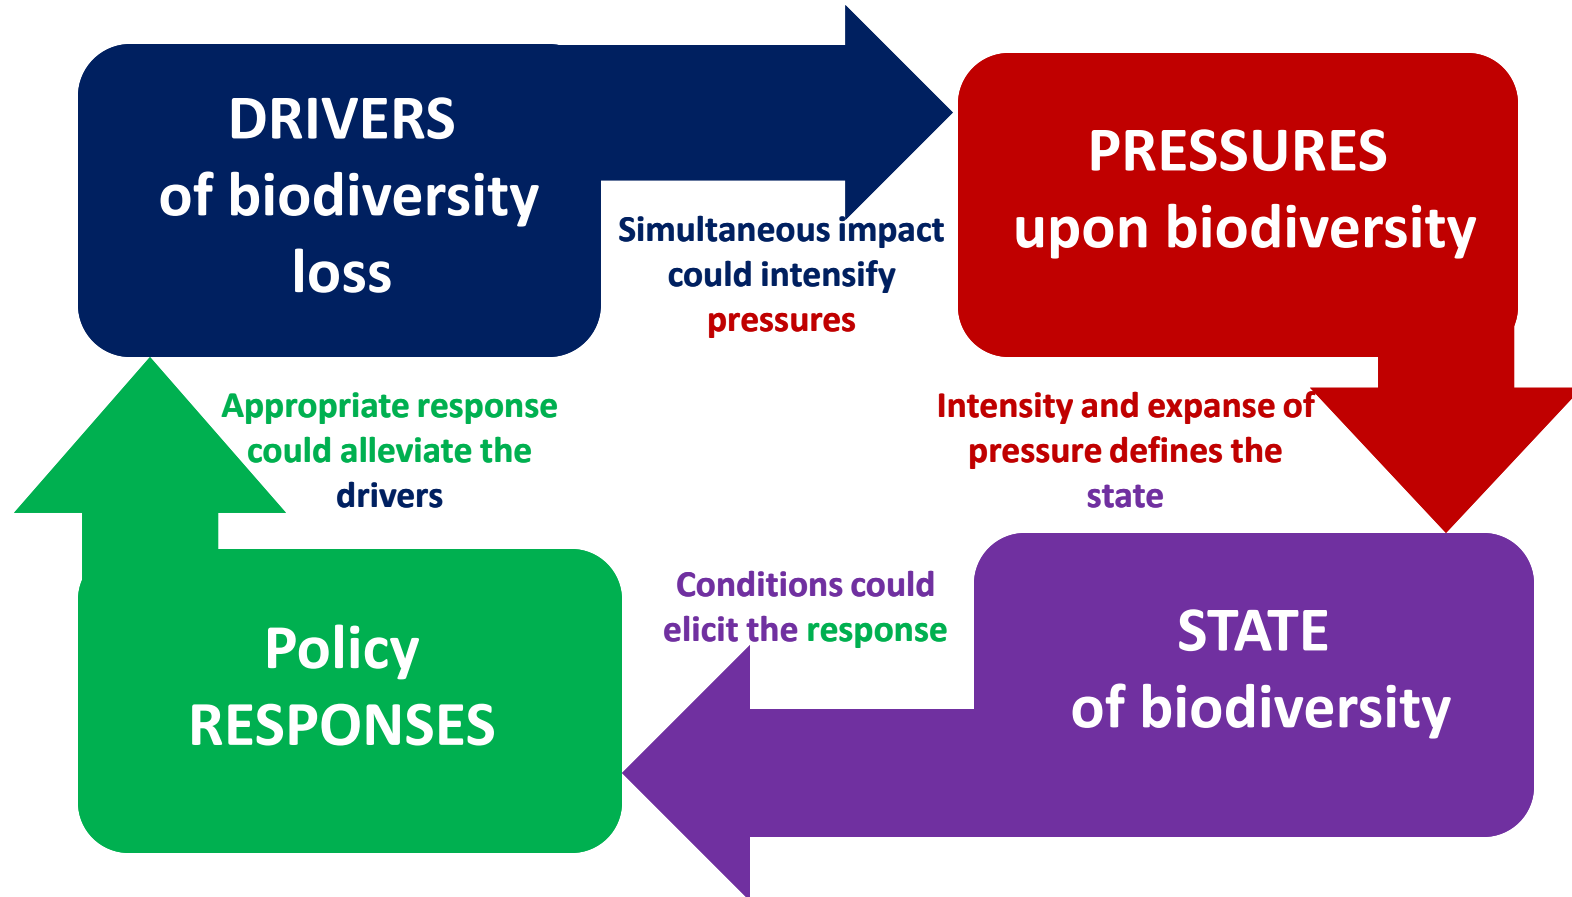 DRIVERS
of biodiversity
loss
Simultaneous impact
could intensify
pressures
PRESSURES
upon biodiversity
Appropriate response
could alleviate the
drivers
Intensity and expanse of
pressure defines the
state
Conditions could
elicit the response
Policy
RESPONSES
STATE
of biodiversity